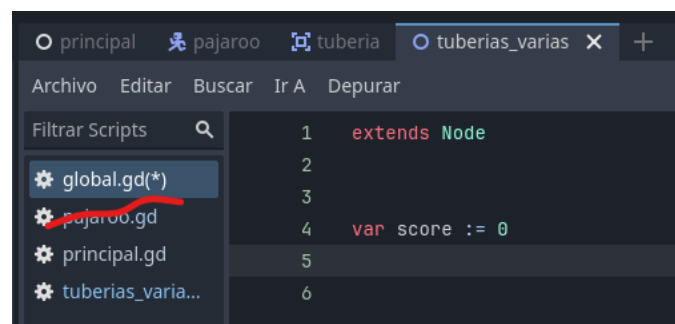 principal pajaroo tuberia tuberias_varias
Archivo Editar Buscar Ir A Depurar
Filtrar Scripts
global.gd(*)
pajaroo.gd
principal.gd
tuberias_varia...
1 extends Node
2
3
4 var score := 0
5
6